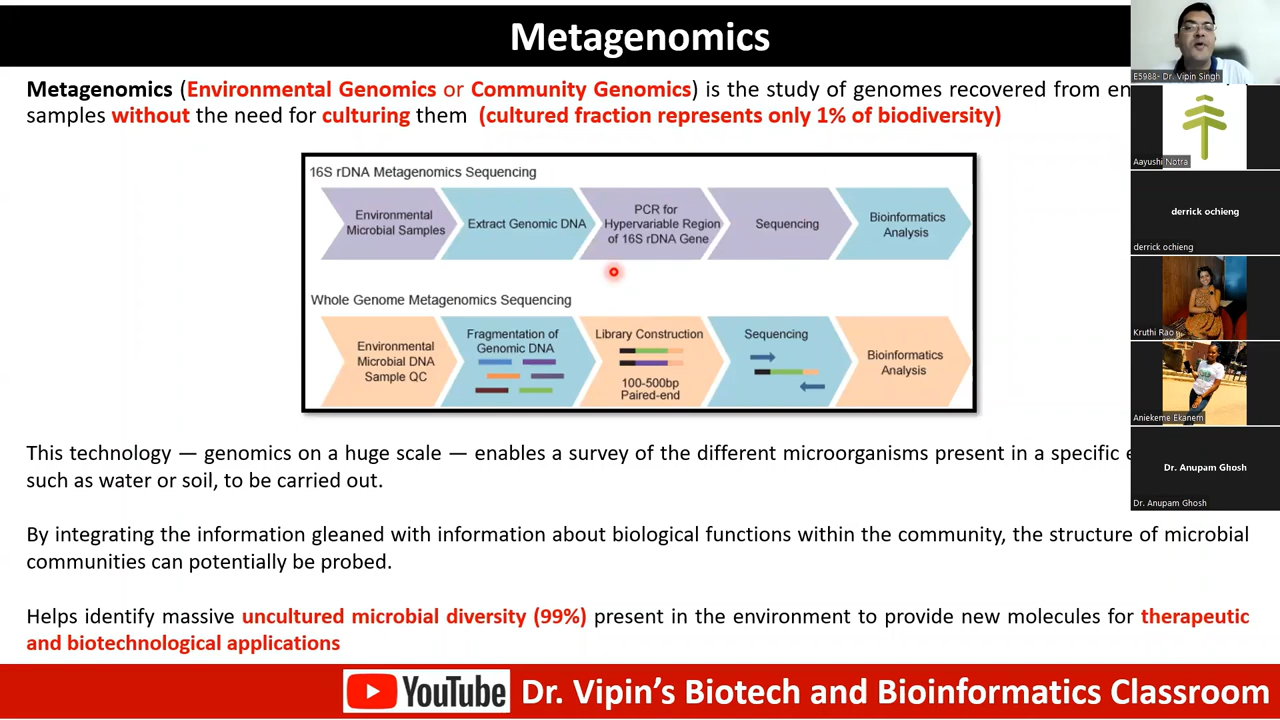 Metagenomics
Metagenomics (Environmental Genomics or Community Genomics) is the study of genomes recovered from
samples without the need for culturing them (cultured fraction represents only 1% of biodiversity)
16S rDNA Metagenomics Sequencing
Environmental
Microbial Samples
Extract Genomic DNA
PCR for
Hypervariable Region
of 16S rDNA Gene
Sequencing
Bioinformatics
Analysis
Whole Genome Metagenomics Sequencing
Environmental
Microbial DNA
Sample QC
Fragmentation of
Genomic DNA
Library Construction
100-500bp
Paired-end
Sequencing
Bioinformatics
Analysis
This technology — genomics on a huge scale — enables a survey of the different microorganisms present in a specific
such as water or soil, to be carried out.
By integrating the information gleaned with information about biological functions within the community, the structure of microbial
communities can potentially be probed.
Helps identify massive uncultured microbial diversity (99%) present in the environment to provide new molecules for therapeutic
and biotechnological applications
YouTube Dr. Vipin's Biotech and Bioinformatics Classroom
E5988- Dr. Vipin Singh
Aayushi Notra
derrick ochieng
derrick ochieng
Kruthi Rao
Aniekeme Ekanem
Dr. Anupam Ghosh
Dr. Anupam Ghosh